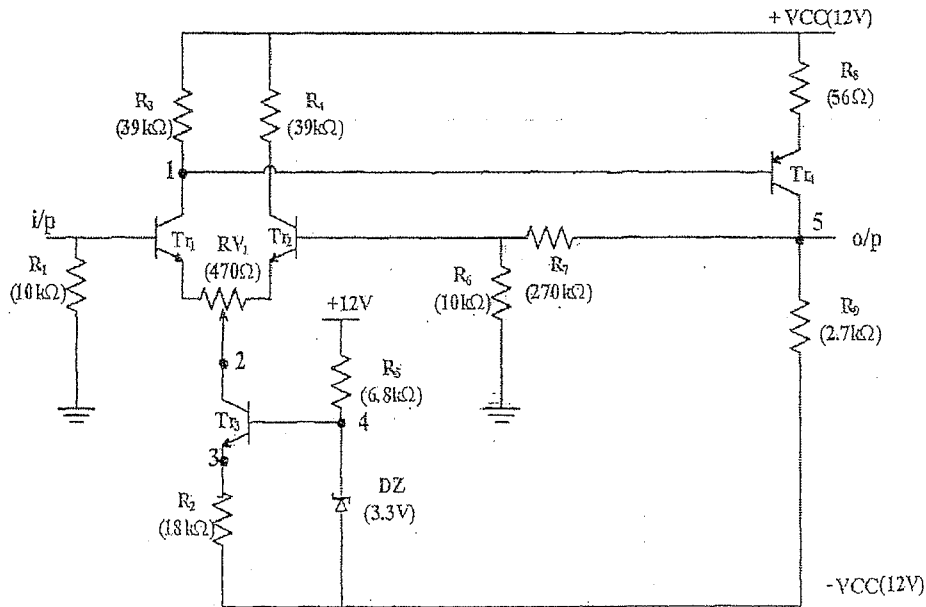 +VCC(12V)
R3
(39kΩ)
R4
(39kΩ)
R8
(56Ω)
1
Tr4
i/p
Tr1
RV1
(470Ω)
Tr2
5
o/p
R1
(10kΩ)
R6
(10kΩ)
R7
(270kΩ)
R9
(2.7kΩ)
+12V
2
R5
(6.8kΩ)
Tr3
4
3
R2
(18kΩ)
DZ
(3.3V)
-VCC(12V)